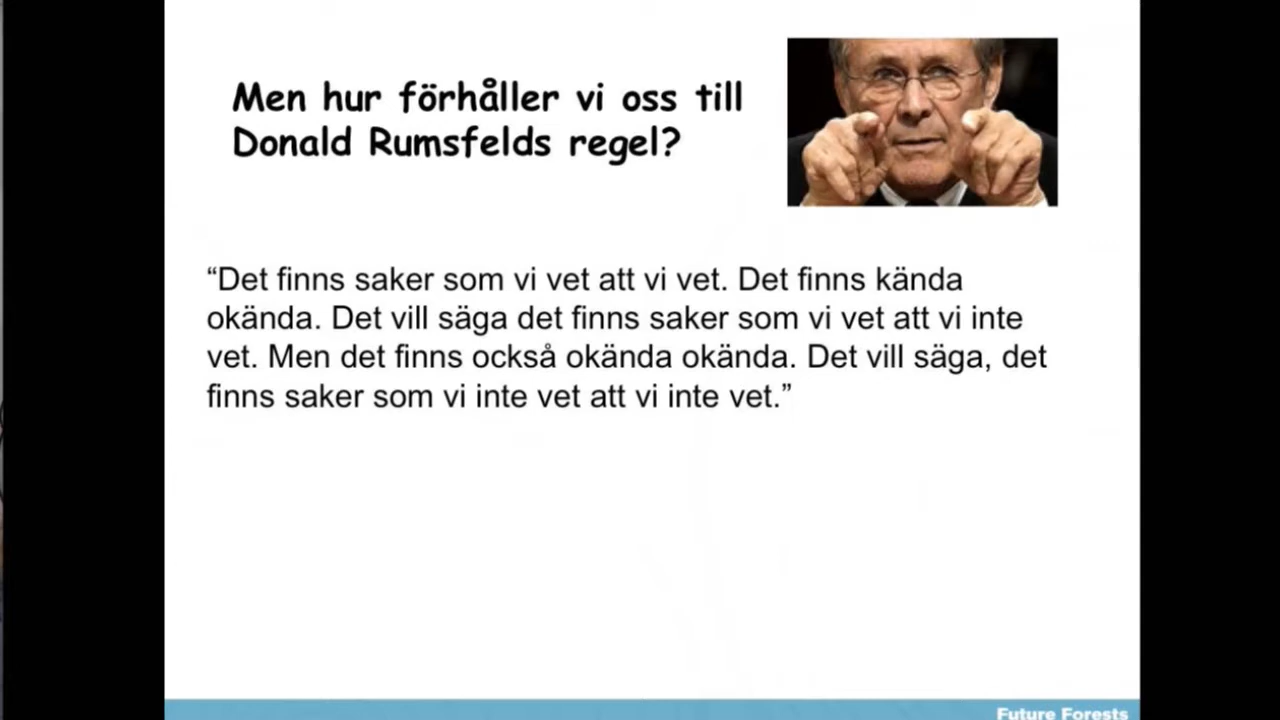 Men hur förhåller vi oss till
Donald Rumsfelds regel?
“Det finns saker som vi vet att vi vet. Det finns kända
okända. Det vill säga det finns saker som vi vet att vi inte
vet. Men det finns också okända okända. Det vill säga, det
finns saker som vi inte vet att vi inte vet.”
Future Forests